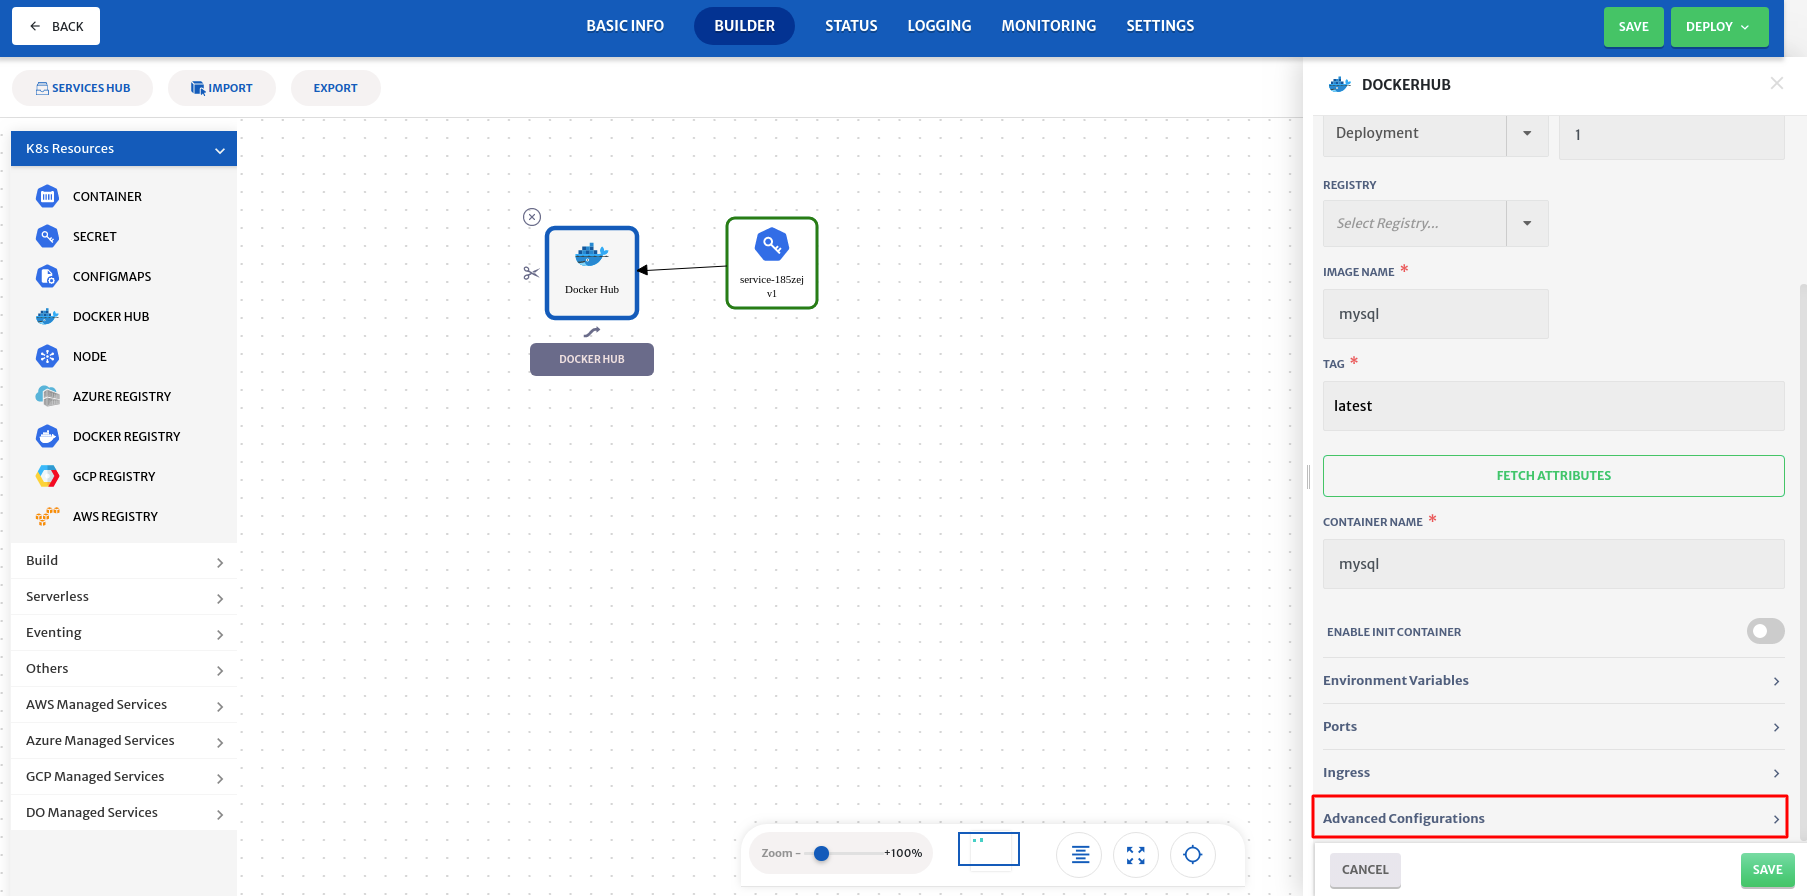 BACK
BASIC INFO
BUILDER
STATUS
LOGGING
MONITORING
SETTINGS
SAVE
DEPLOY
SERVICES HUB
IMPORT
EXPORT
K8s Resources
CONTAINER
SECRET
CONFIGMAPS
DOCKER HUB
NODE
AZURE REGISTRY
DOCKER REGISTRY
GCP REGISTRY
AWS REGISTRY
Build
Serverless
Eventing
Others
AWS Managed Services
Azure Managed Services
GCP Managed Services
DO Managed Services
Docker Hub
DOCKER HUB
service-185zej
v1
Zoom -
+100%
DOCKERHUB
Deployment
1
REGISTRY
Select Registry...
IMAGE NAME *
mysql
TAG *
latest
FETCH ATTRIBUTES
CONTAINER NAME *
mysql
ENABLE INIT CONTAINER
Environment Variables
Ports
Ingress
Advanced Configurations
CANCEL
SAVE